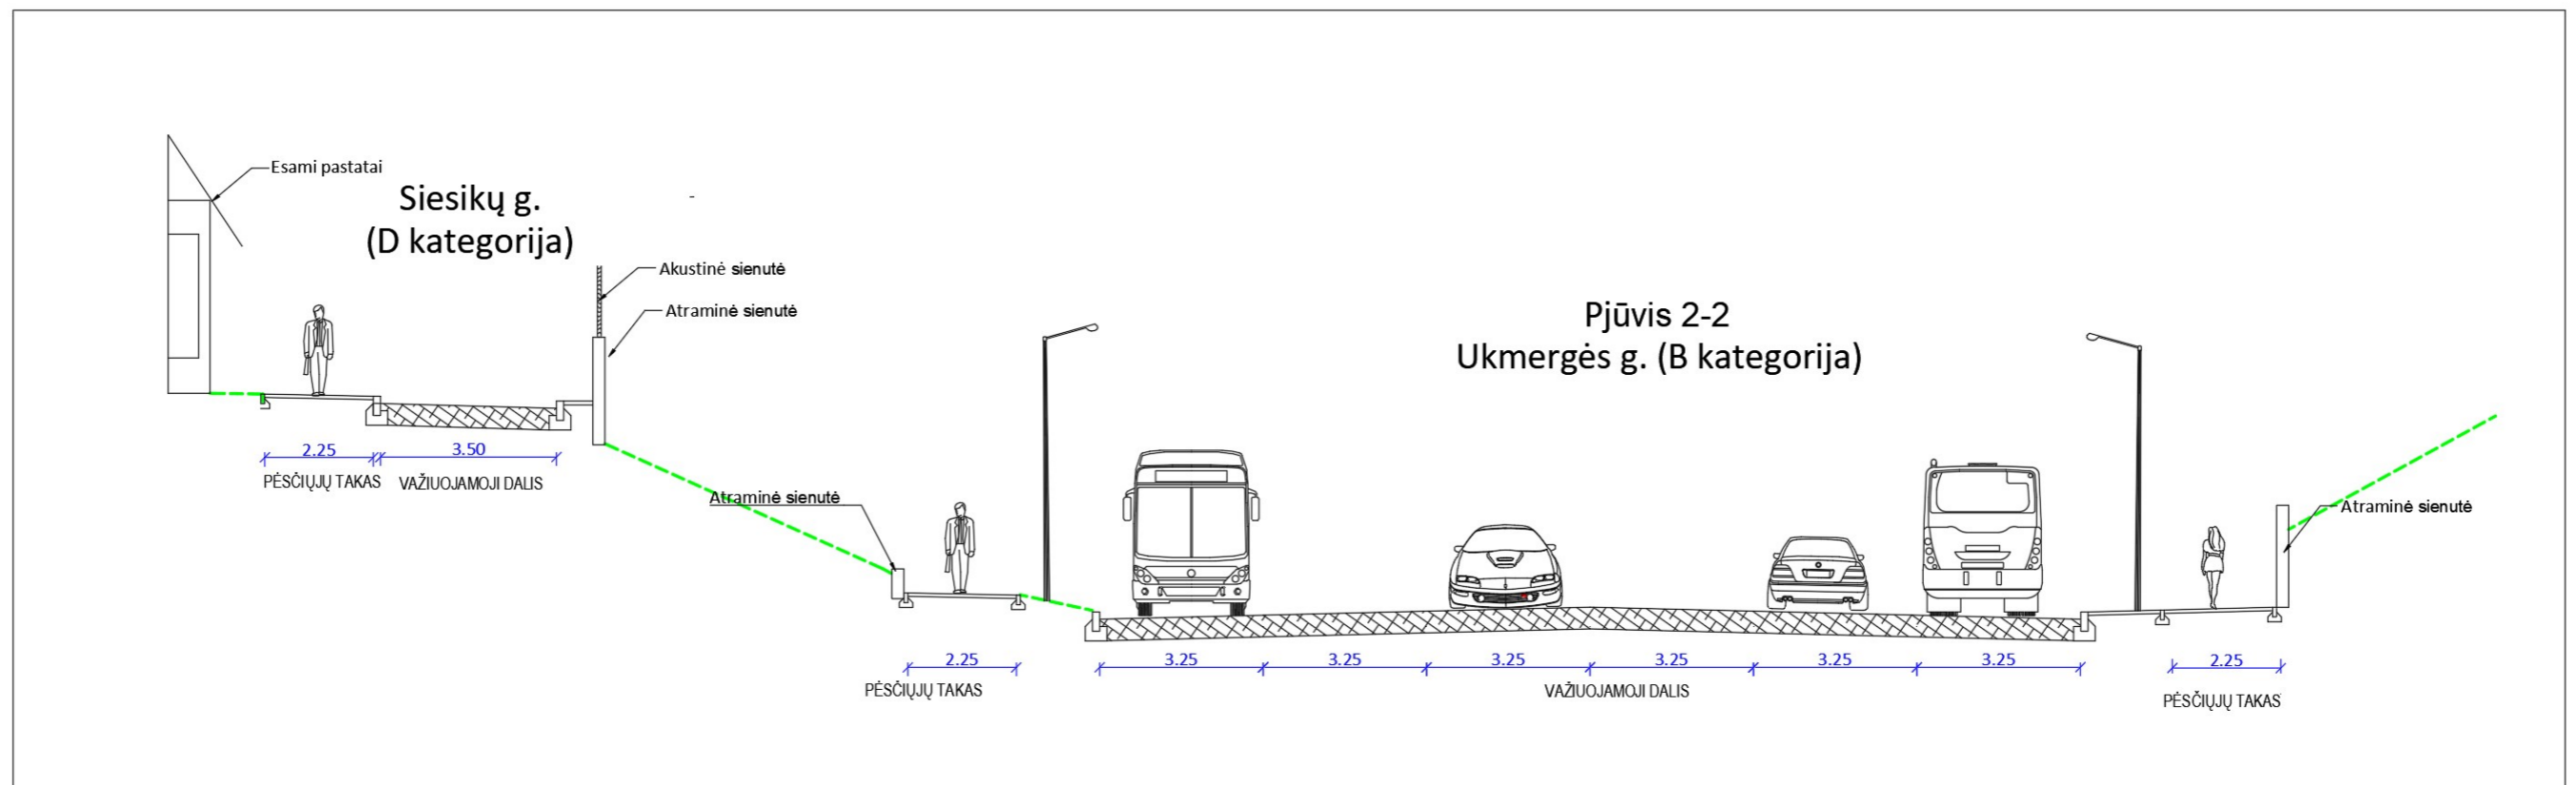 Esami pastatai
Siesikų g.
(D kategorija)
-
Akustinė sienutė
Atraminė sienutė
Pjūvis 2-2
Ukmergės g. (B kategorija)
2.25 3.50
PĖSČIŲJŲ TAKAS VAŽIUOJAMOJI DALIS
Atraminė sienutė
Atraminė sienutė
2.25 3.25 3.25 3.25 3.25 3.25 3.25 2.25
PĖSČIŲJŲ TAKAS VAŽIUOJAMOJI DALIS PĖSČIŲJŲ TAKAS